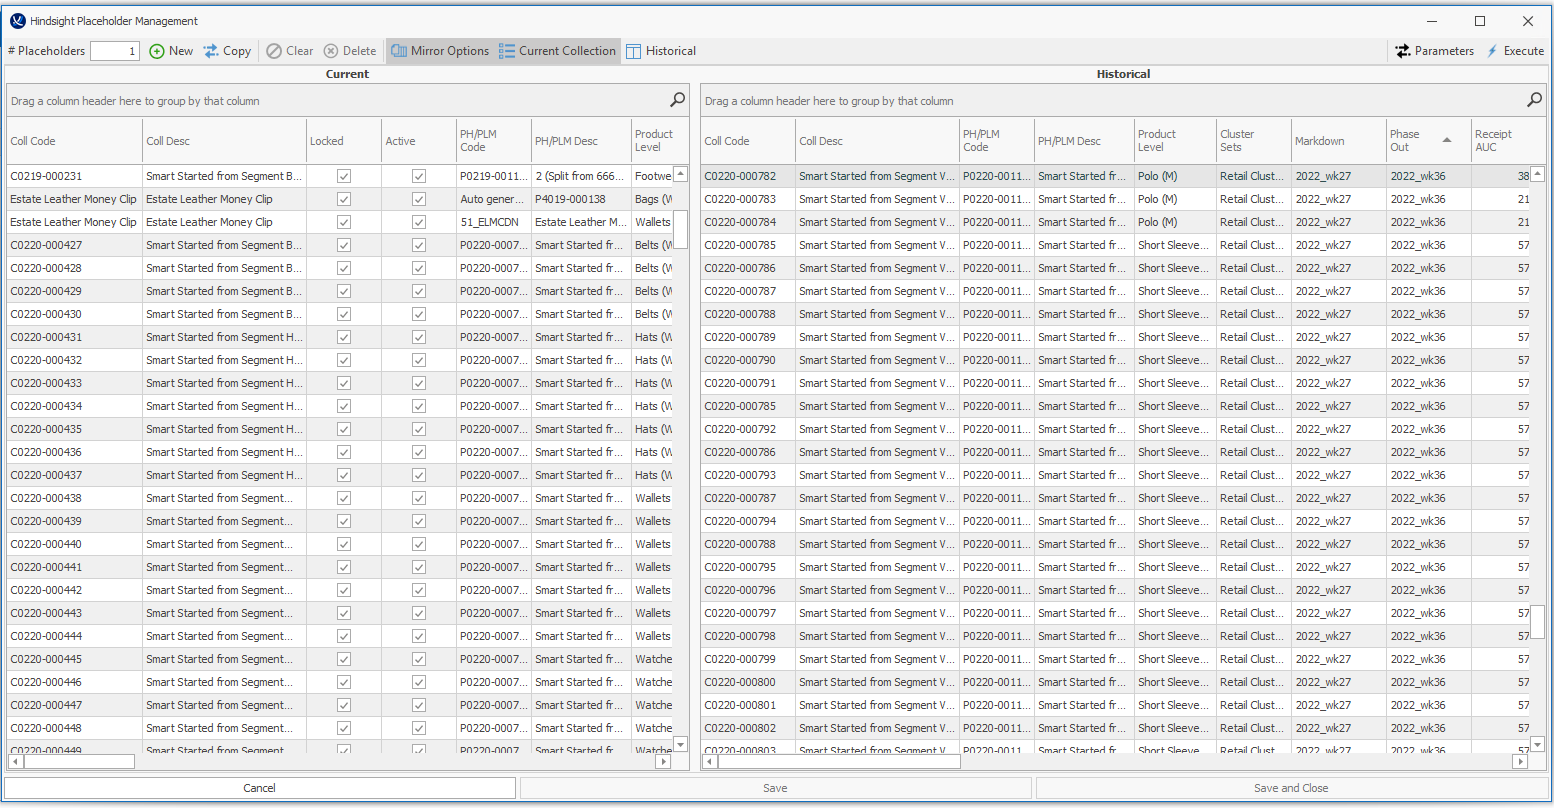 Hindsight Placeholder Management
# Placeholders 1 New Copy Clear Delete Mirror Options Current Collection Historical Parameters Execute
Current Historical
Drag a column header here to group by that column
Coll Code Coll Desc Locked Active PH/PLM Code PH/PLM Desc Product Level
C0219-000231 Smart Started from Segment B... P0219-0011... 2 (Split from 666... Footwe
Estate Leather Money Clip Estate Leather Money Clip Auto gener... P4019-000138 Bags (W
Estate Leather Money Clip Estate Leather Money Clip 51_ELMCDN Estate Leather M... Wallets
C0220-000427 Smart Started from Segment B... P0220-0007... Smart Started fr... Belts (W
C0220-000428 Smart Started from Segment B... P0220-0007... Smart Started fr... Belts (W
C0220-000429 Smart Started from Segment B... P0220-0007... Smart Started fr... Belts (W
C0220-000430 Smart Started from Segment B... P0220-0007... Smart Started fr... Belts (W
C0220-000431 Smart Started from Segment H... P0220-0007... Smart Started fr... Hats (W
C0220-000432 Smart Started from Segment H... P0220-0007... Smart Started fr... Hats (W
C0220-000433 Smart Started from Segment H... P0220-0007... Smart Started fr... Hats (W
C0220-000434 Smart Started from Segment H... P0220-0007... Smart Started fr... Hats (W
C0220-000435 Smart Started from Segment H... P0220-0007... Smart Started fr... Hats (W
C0220-000436 Smart Started from Segment H... P0220-0007... Smart Started fr... Hats (W
C0220-000437 Smart Started from Segment H... P0220-0007... Smart Started fr... Hats (W
C0220-000438 Smart Started from Segment... P0220-0007... Smart Started fr... Wallets
C0220-000439 Smart Started from Segment... P0220-0007... Smart Started fr... Wallets
C0220-000440 Smart Started from Segment... P0220-0007... Smart Started fr... Wallets
C0220-000441 Smart Started from Segment... P0220-0007... Smart Started fr... Wallets
C0220-000442 Smart Started from Segment... P0220-0007... Smart Started fr... Wallets
C0220-000443 Smart Started from Segment... P0220-0007... Smart Started fr... Wallets
C0220-000444 Smart Started from Segment... P0220-0007... Smart Started fr... Wallets
C0220-000445 Smart Started from Segment... P0220-0007... Smart Started fr... Watche
C0220-000446 Smart Started from Segment... P0220-0007... Smart Started fr... Watche
C0220-000447 Smart Started from Segment... P0220-0007... Smart Started fr... Watche
C0220-000448 Smart Started from Segment... P0220-0007... Smart Started fr... Watche
C0220-000449 Smart Started from Segment... P0220-0007... Smart Started fr... Watche
Drag a column header here to group by that column
Coll Code Coll Desc PH/PLM Code PH/PLM Desc Product Level Cluster Sets Markdown Phase Out Receipt AUC
C0220-000782 Smart Started from Segment V... P0220-0011... Smart Started fr... Polo (M) Retail Clust... 2022_wk27 2022_wk36 38
C0220-000783 Smart Started from Segment V... P0220-0011... Smart Started fr... Polo (M) Retail Clust... 2022_wk27 2022_wk36 21
C0220-000784 Smart Started from Segment V... P0220-0011... Smart Started fr... Polo (M) Retail Clust... 2022_wk27 2022_wk36 21
C0220-000785 Smart Started from Segment V... P0220-0011... Smart Started fr... Short Sleeve... Retail Clust... 2022_wk27 2022_wk36 57
C0220-000786 Smart Started from Segment V... P0220-0011... Smart Started fr... Short Sleeve... Retail Clust... 2022_wk27 2022_wk36 57
C0220-000787 Smart Started from Segment V... P0220-0011... Smart Started fr... Short Sleeve... Retail Clust... 2022_wk27 2022_wk36 57
C0220-000788 Smart Started from Segment V... P0220-0011... Smart Started fr... Short Sleeve... Retail Clust... 2022_wk27 2022_wk36 57
C0220-000789 Smart Started from Segment V... P0220-0011... Smart Started fr... Short Sleeve... Retail Clust... 2022_wk27 2022_wk36 57
C0220-000790 Smart Started from Segment V... P0220-0011... Smart Started fr... Short Sleeve... Retail Clust... 2022_wk27 2022_wk36 57
C0220-000791 Smart Started from Segment V... P0220-0011... Smart Started fr... Short Sleeve... Retail Clust... 2022_wk27 2022_wk36 57
C0220-000785 Smart Started from Segment V... P0220-0011... Smart Started fr... Short Sleeve... Retail Clust... 2022_wk27 2022_wk36 57
C0220-000792 Smart Started from Segment V... P0220-0011... Smart Started fr... Short Sleeve... Retail Clust... 2022_wk27 2022_wk36 57
C0220-000786 Smart Started from Segment V... P0220-0011... Smart Started fr... Short Sleeve... Retail Clust... 2022_wk27 2022_wk36 57
C0220-000793 Smart Started from Segment V... P0220-0011... Smart Started fr... Short Sleeve... Retail Clust... 2022_wk27 2022_wk36 57
C0220-000787 Smart Started from Segment V... P0220-0011... Smart Started fr... Short Sleeve... Retail Clust... 2022_wk27 2022_wk36 57
C0220-000794 Smart Started from Segment V... P0220-0011... Smart Started fr... Short Sleeve... Retail Clust... 2022_wk27 2022_wk36 57
C0220-000788 Smart Started from Segment V... P0220-0011... Smart Started fr... Short Sleeve... Retail Clust... 2022_wk27 2022_wk36 57
C0220-000795 Smart Started from Segment V... P0220-0011... Smart Started fr... Short Sleeve... Retail Clust... 2022_wk27 2022_wk36 57
C0220-000796 Smart Started from Segment V... P0220-0011... Smart Started fr... Short Sleeve... Retail Clust... 2022_wk27 2022_wk36 57
C0220-000797 Smart Started from Segment V... P0220-0011... Smart Started fr... Short Sleeve... Retail Clust... 2022_wk27 2022_wk36 57
C0220-000798 Smart Started from Segment V... P0220-0011... Smart Started fr... Short Sleeve... Retail Clust... 2022_wk27 2022_wk36 57
C0220-000799 Smart Started from Segment V... P0220-0011... Smart Started fr... Short Sleeve... Retail Clust... 2022_wk27 2022_wk36 57
C0220-000800 Smart Started from Segment V... P0220-0011... Smart Started fr... Short Sleeve... Retail Clust... 2022_wk27 2022_wk36 57
C0220-000801 Smart Started from Segment V... P0220-0011... Smart Started fr... Short Sleeve... Retail Clust... 2022_wk27 2022_wk36 57
C0220-000802 Smart Started from Segment V... P0220-0011... Smart Started fr... Short Sleeve... Retail Clust... 2022_wk27 2022_wk36 57
C0220-000803 Smart Started from Segment V... P0220-0011... Smart Started fr... Short Sleeve... Retail Clust... 2022_wk27 2022_wk36 57
Cancel Save Save and Close